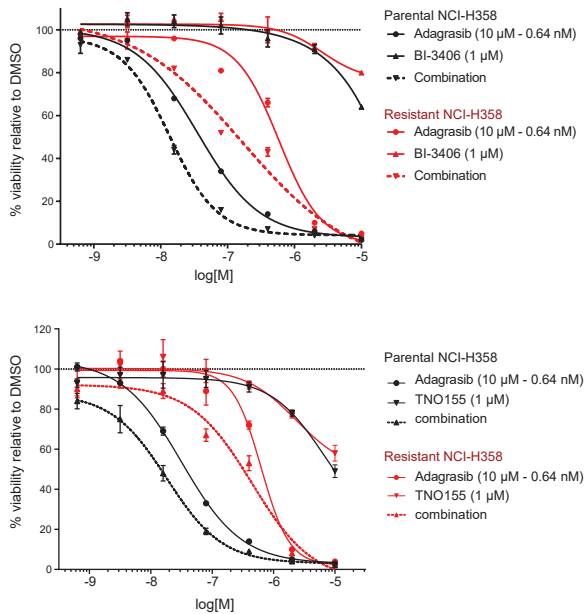 100
80
60
40
20
0
% viability relative to DMSO
-9
-8
-7
-6
-5
log[M]
Parental NCI-H358
Adagrasib (10 µM - 0.64 nM)
BI-3406 (1 µM)
Combination
Resistant NCI-H358
Adagrasib (10 µM - 0.64 nM)
BI-3406 (1 µM)
Combination
120
100
80
60
40
20
0
% viability relative to DMSO
-9
-8
-7
-6
-5
log[M]
Parental NCI-H358
Adagrasib (10 µM - 0.64 nM)
TNO155 (1 µM)
combination
Resistant NCI-H358
Adagrasib (10 µM - 0.64 nM)
TNO155 (1 µM)
combination